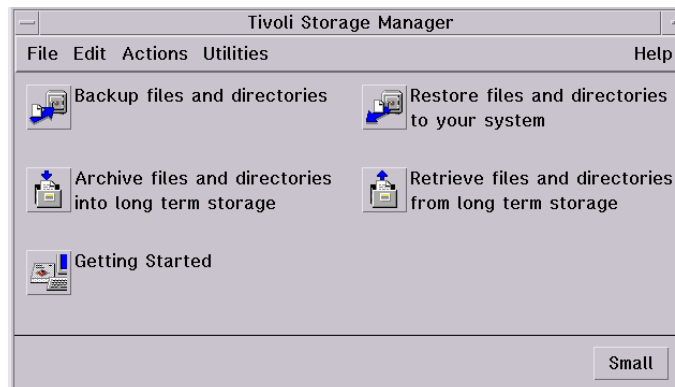 Tivoli Storage Manager
File Edit Actions Utilities Help
Backup files and directories
Restore files and directories
to your system
Archive files and directories
into long term storage
Retrieve files and directories
from long term storage
Getting Started
Small